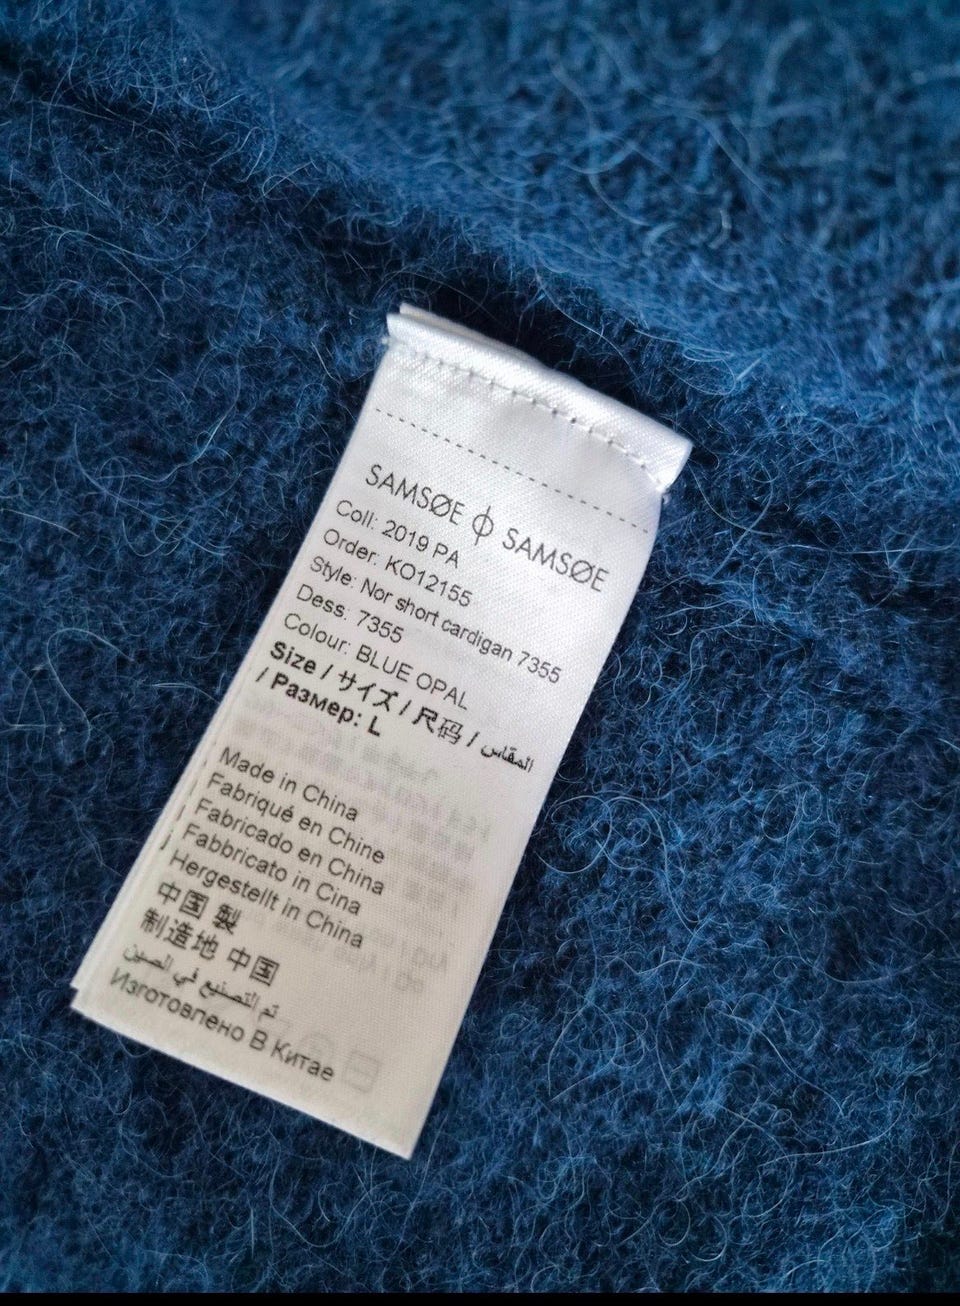 SAMSØE ϕ SAMSØE
Coll: 2019 PA
Order: KO12155
Style: Nor short cardigan 7355
Dess: 7355
Colour: BLUE OPAL
Size / サイズ / 尺码 / المقاس
/ Размер: L
Made in China
Fabriqué en Chine
Fabricado en China
Fabbricato in Cina
Hergestellt in China
中国 製
制造地 中国
تم التصنيع في الصين
Изготовлено В Китае